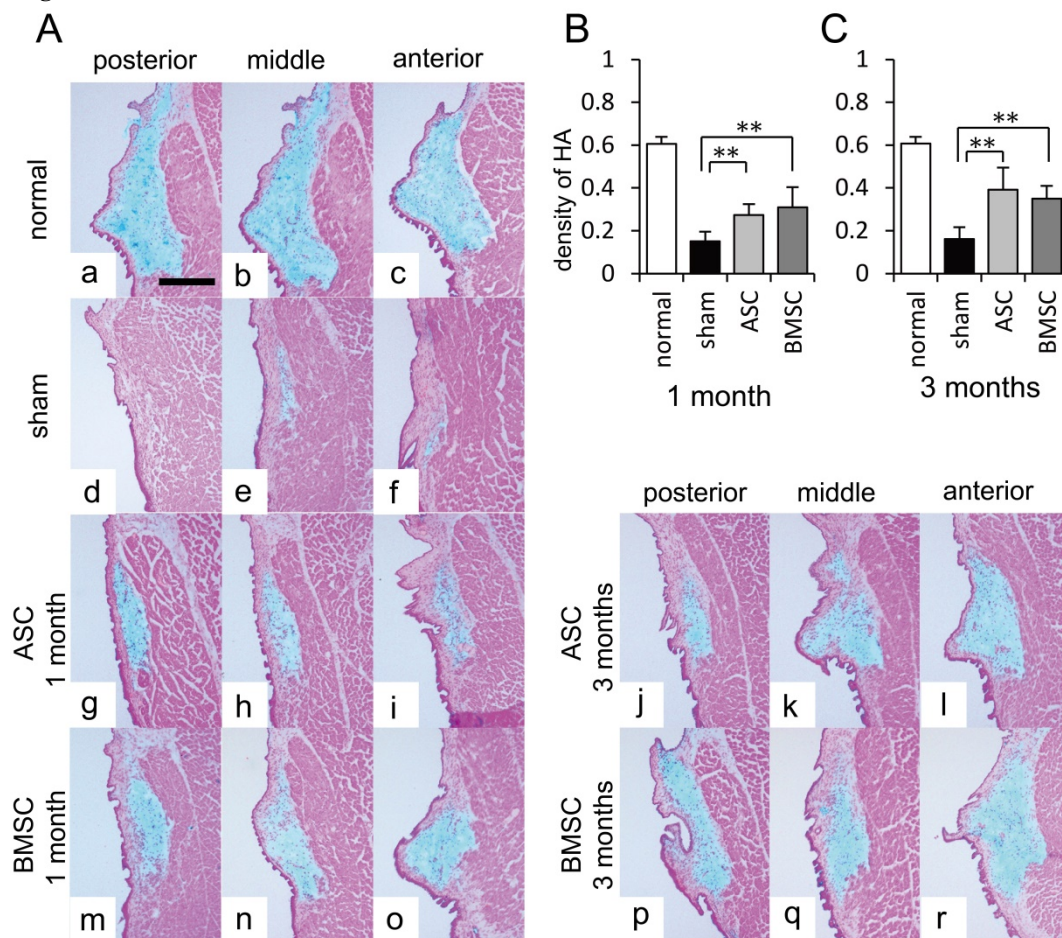 A
posterior middle anterior
normal
a b c
sham
d e f
ASC
1 month
g h i
BMSC
1 month
m n o
B
density of HA
1
0.8
0.6
0.4
0.2
0
**
**
normal
sham
ASC
BMSC
1 month
C
1
0.8
0.6
0.4
0.2
0
**
**
normal
sham
ASC
BMSC
3 months
posterior middle anterior
ASC
3 months
j k l
BMSC
3 months
p q r